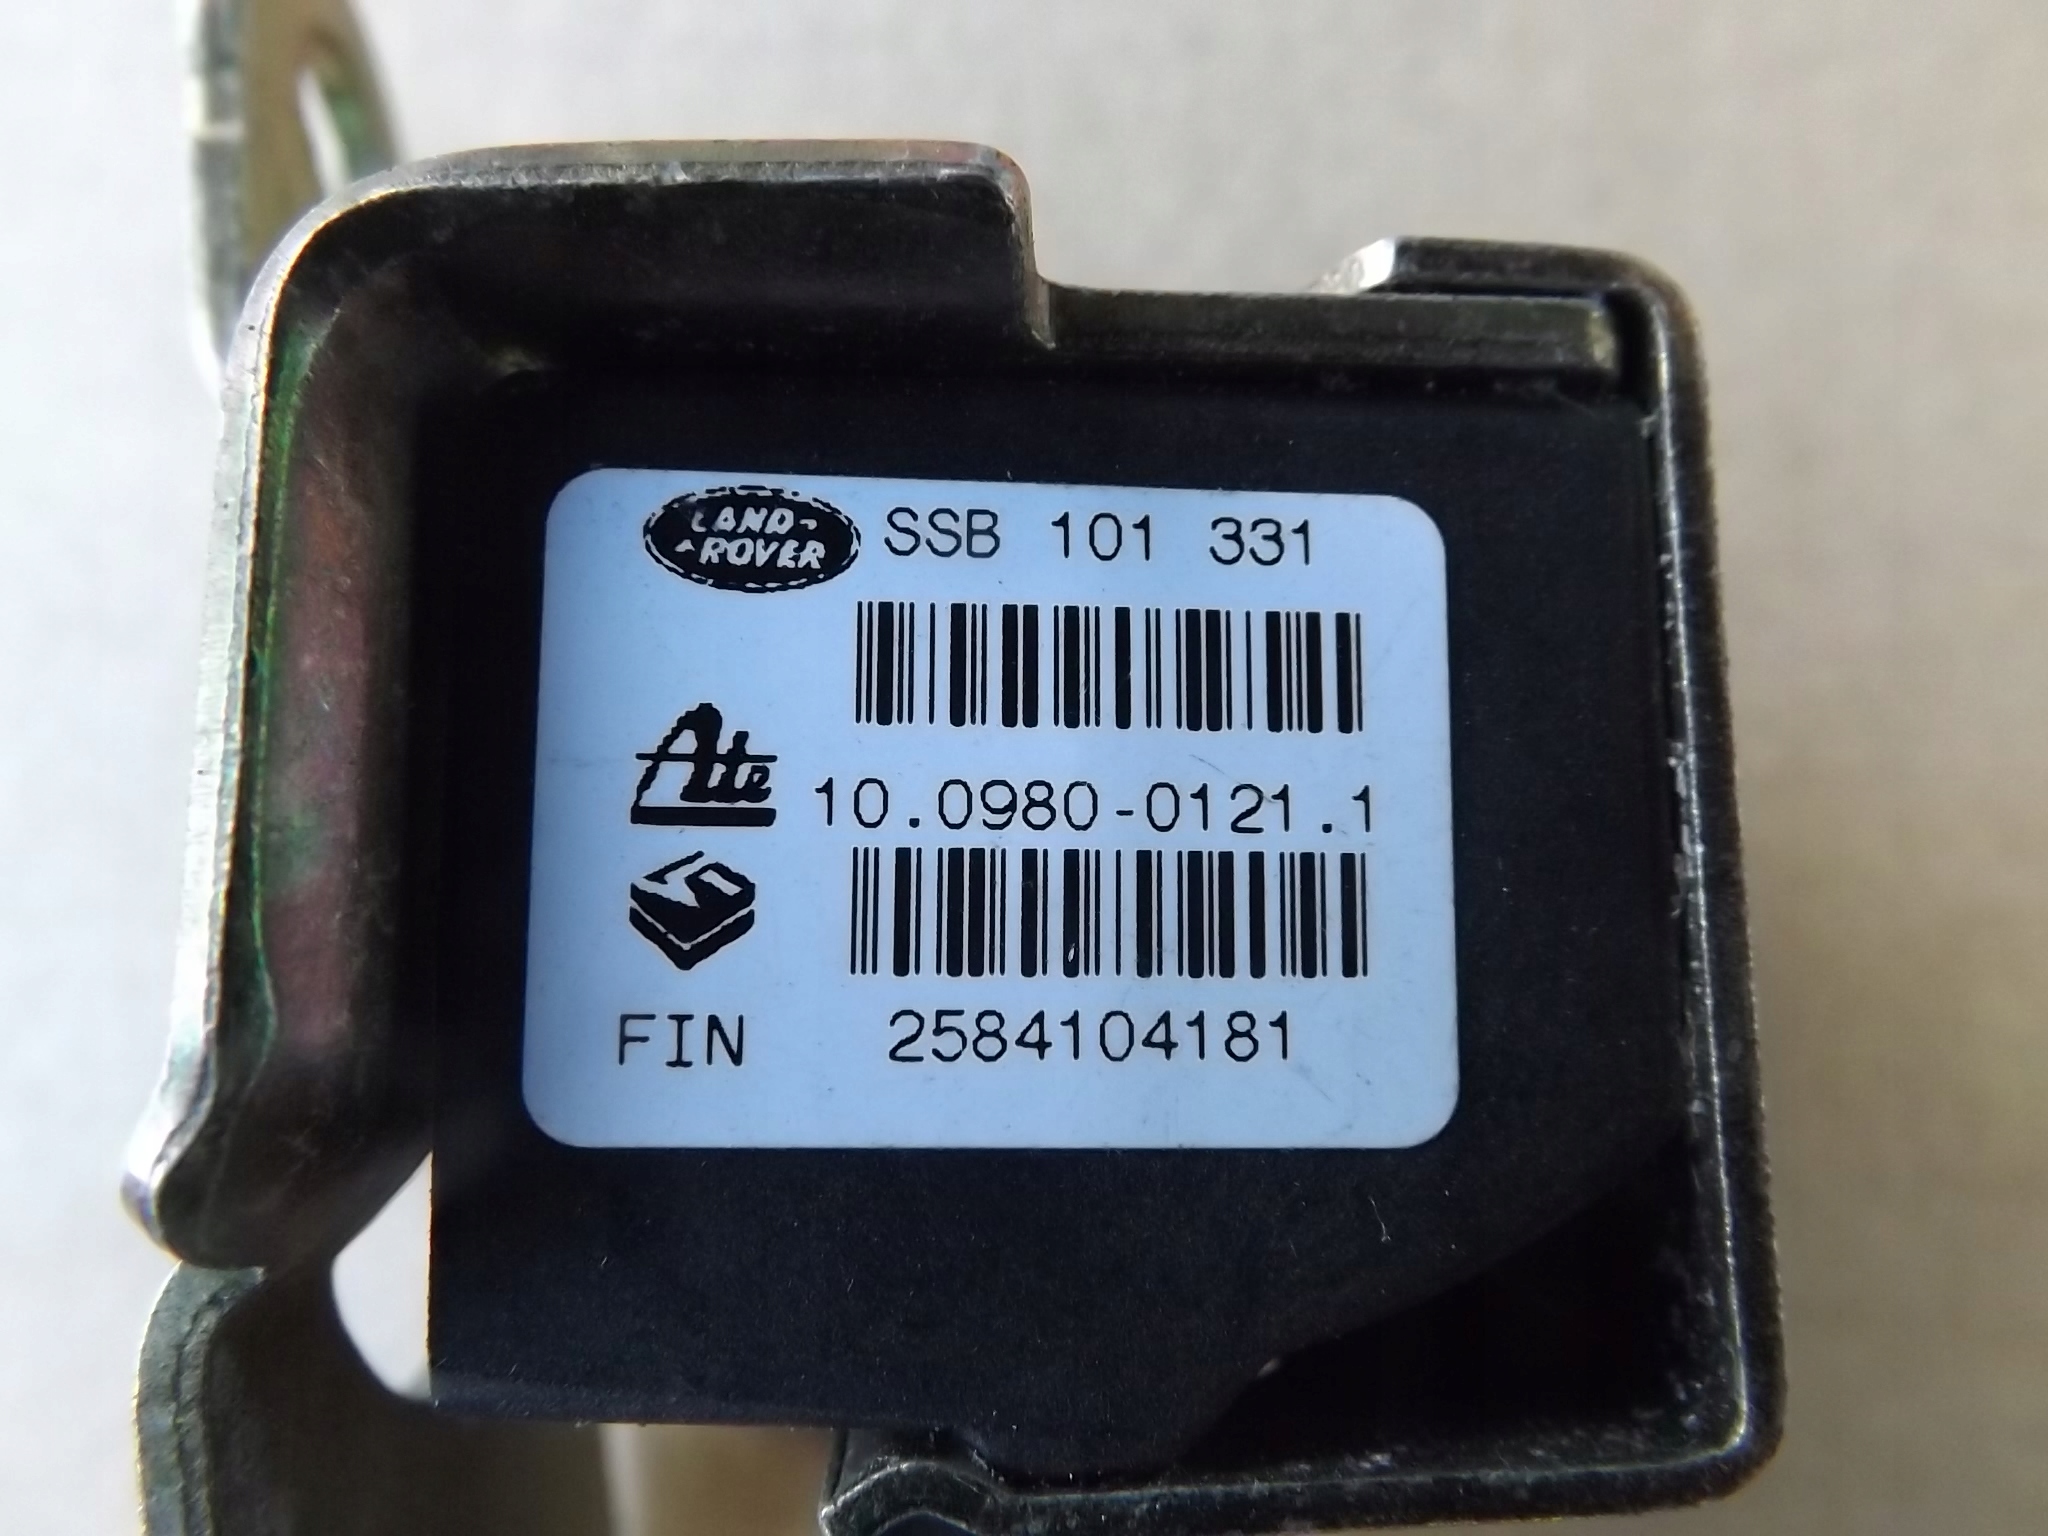 LAND-
-ROVER
SSB 101 331
Ate
10.0980-0121.1
FIN 2584104181